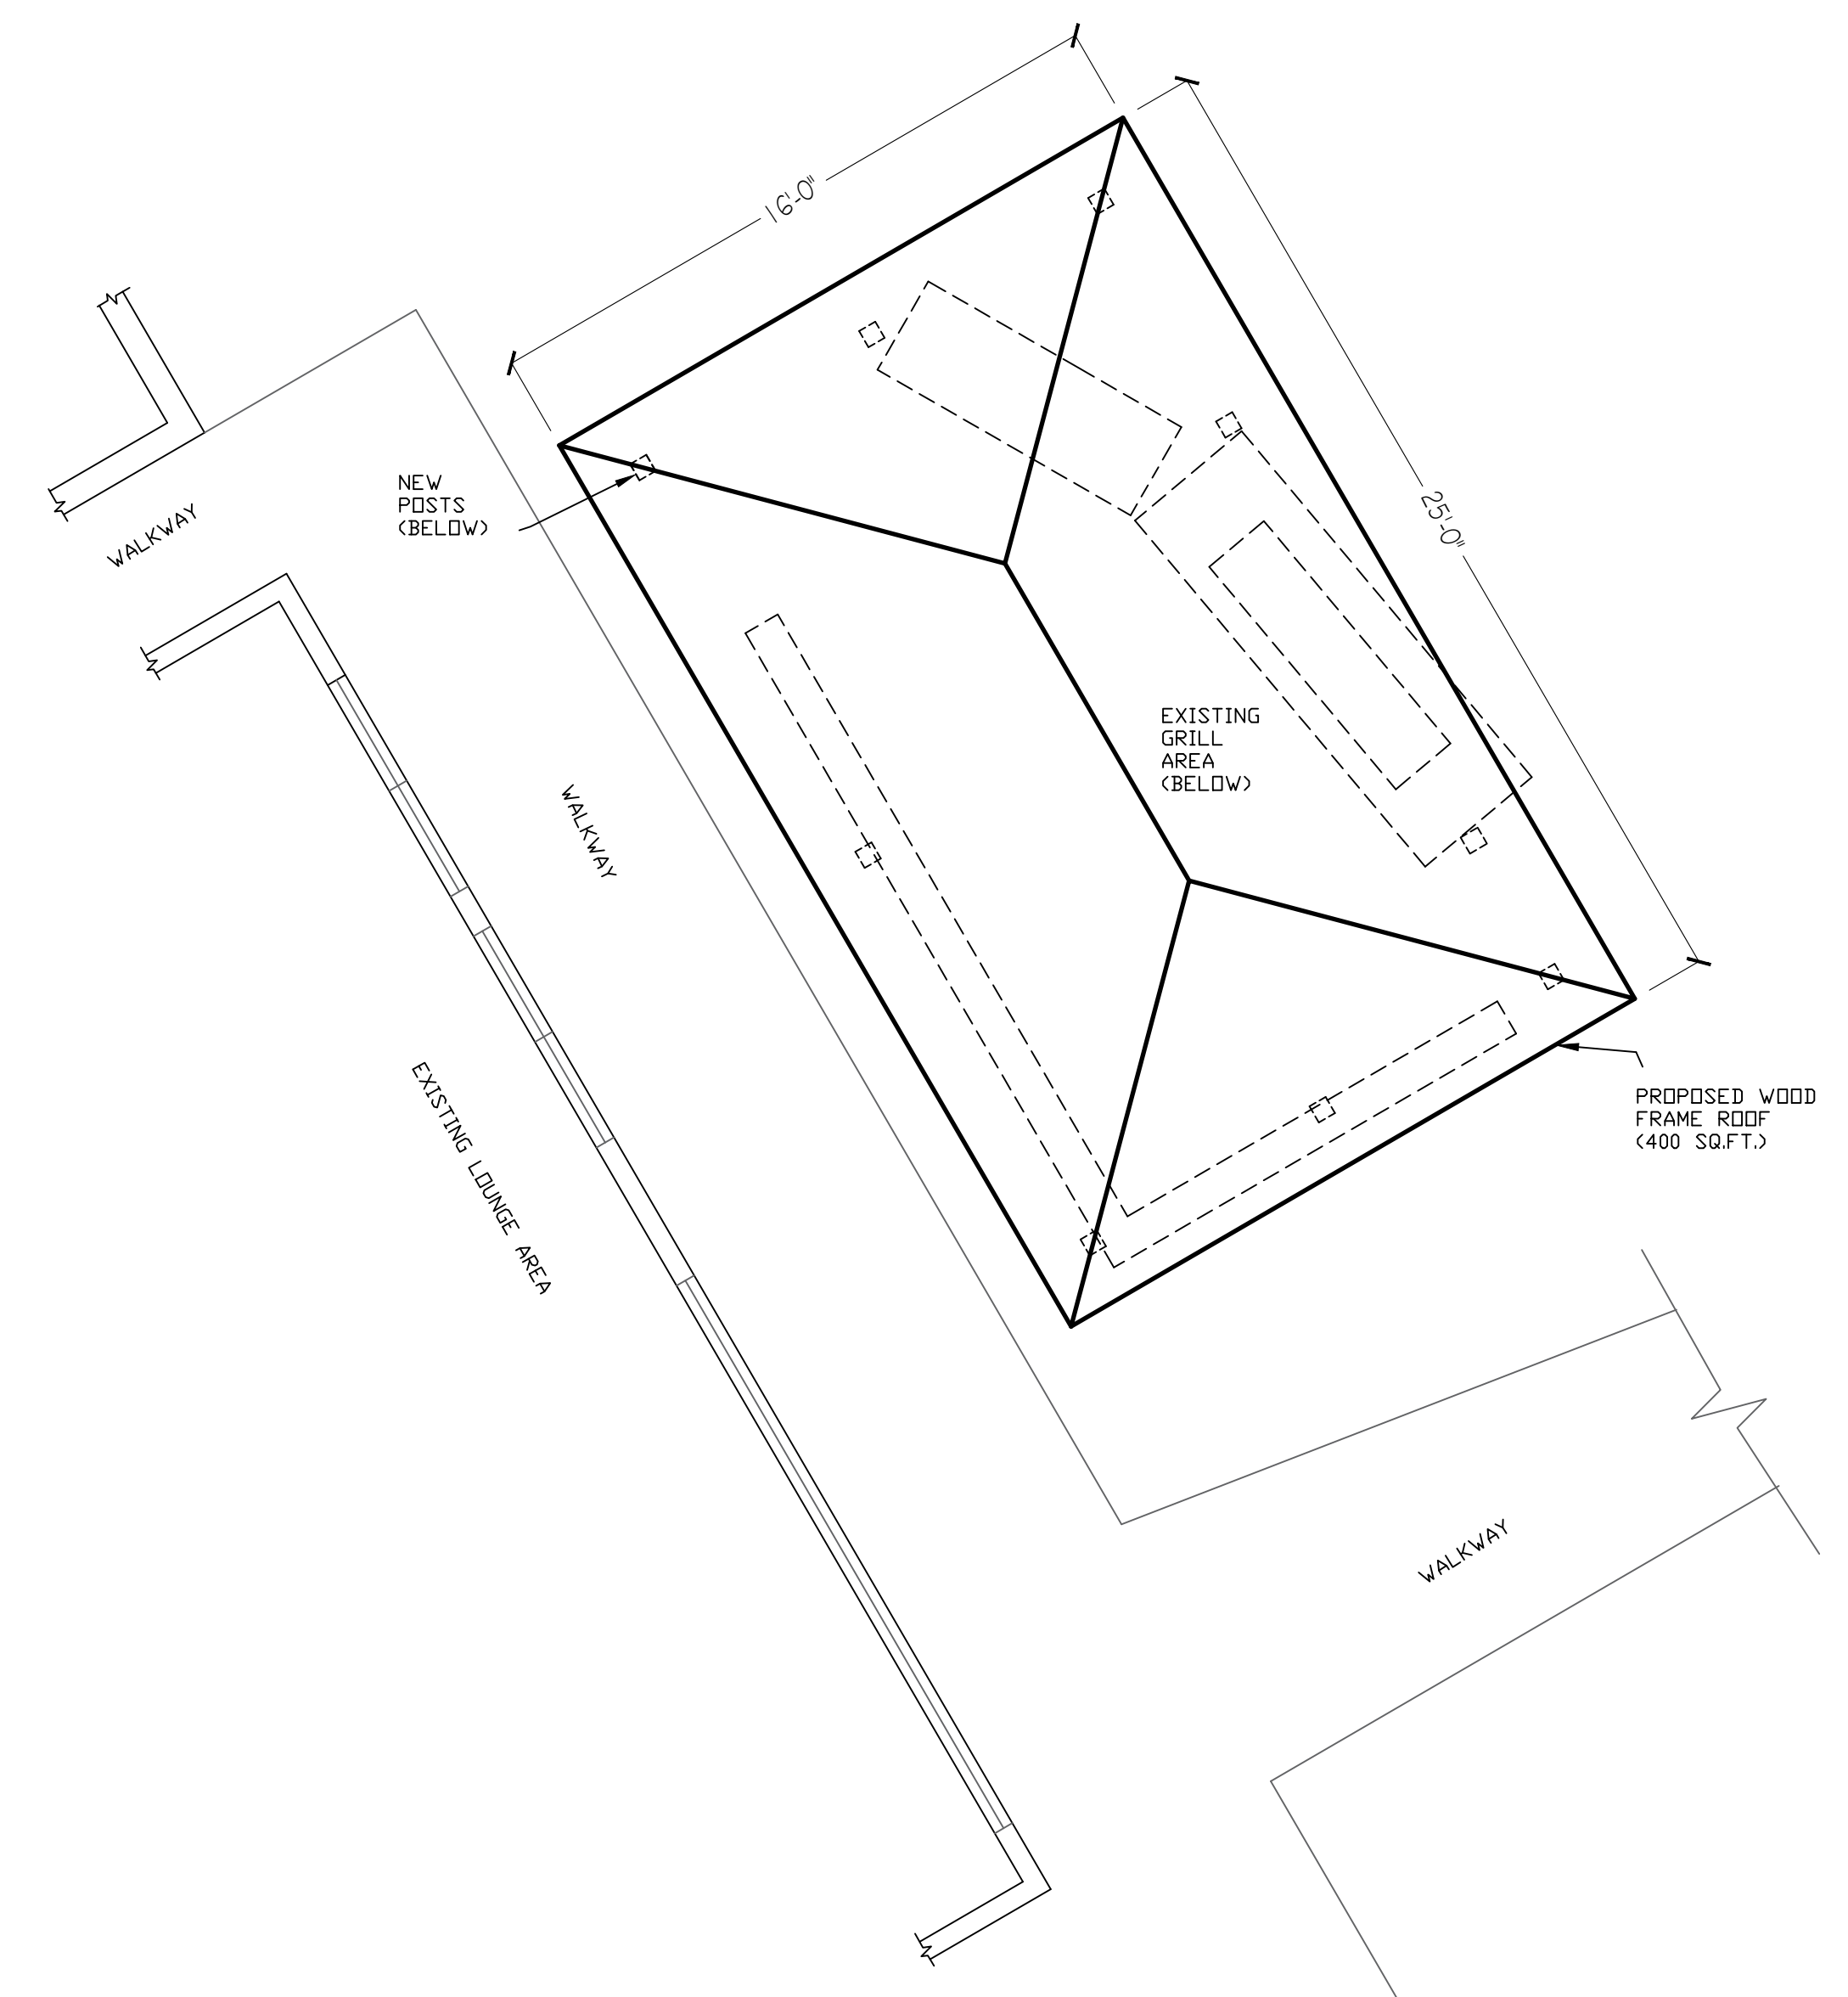 16'-0"
25'-0"
NEW
POSTS
(BELOW)
WALKWAY
EXISTING
GRILL
AREA
(BELOW)
WALKWAY
EXISTING LOUNGE AREA
PROPOSED WOOD
FRAME ROOF
(400 SQ.FT.)
WALKWAY